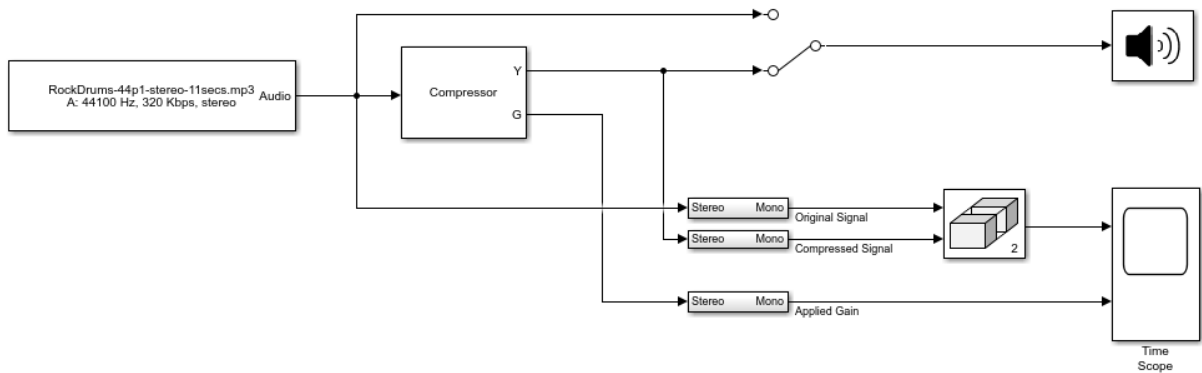 RockDrums-44p1-stereo-11secs.mp3
A: 44100 Hz, 320 Kbps, stereo
Audio
Compressor
Y
G
Stereo Mono
Original Signal
Stereo Mono
Compressed Signal
2
Stereo Mono
Applied Gain
Time
Scope